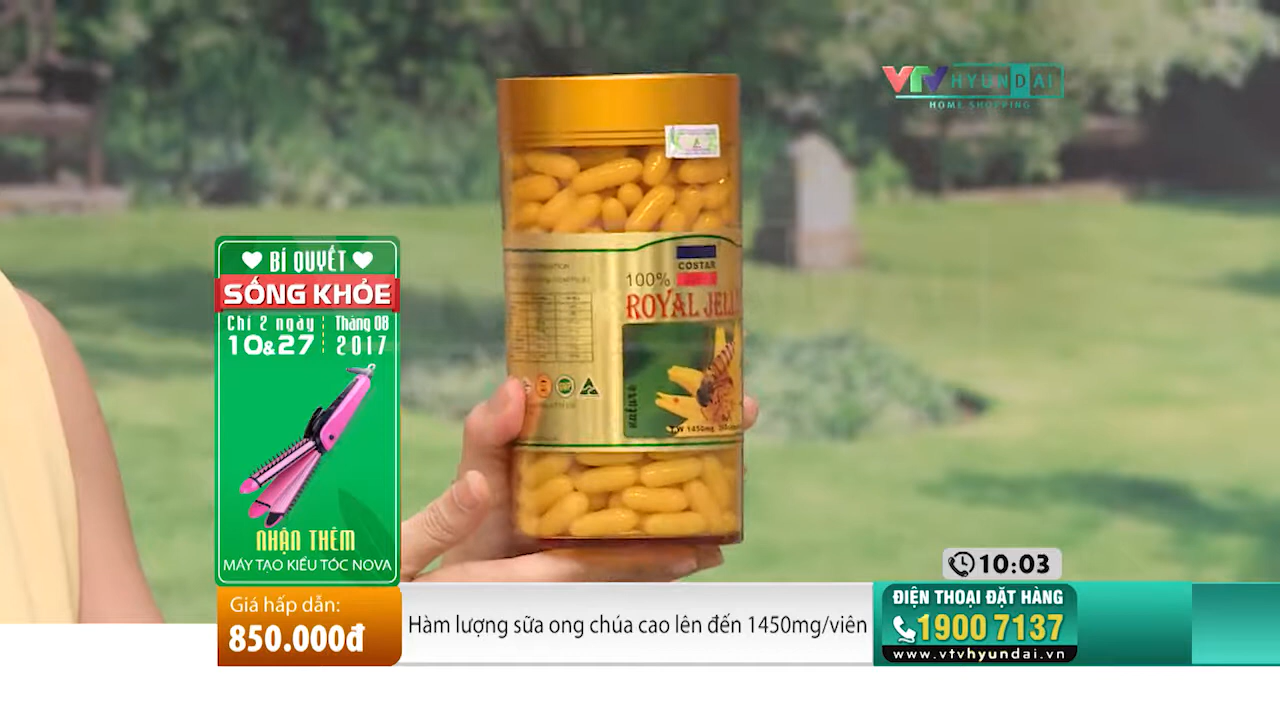 VTV HYUNDAI
HOME SHOPPING
BÍ QUYẾT
SỐNG KHỎE
Chỉ 2 ngày
10&27
Tháng 08
2017
NHẬN THÊM
MÁY TẠO KIỂU TÓC NOVA
COSTAR
100%
ROYAL JELL
nature
1450mg
10:03
Giá hấp dẫn:
850.000đ
Hàm lượng sữa ong chúa cao lên đến 1450mg/viên
ĐIỆN THOẠI ĐẶT HÀNG
1900 7137
www.vtvhyundai.vn